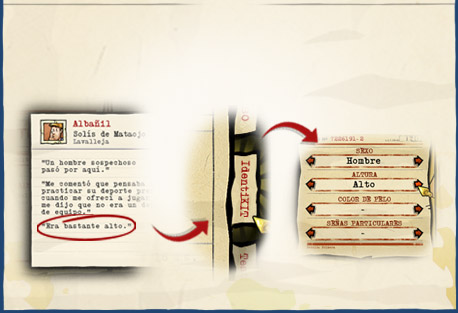 Albañil
Solís de Mataojo
Lavalleja
"Un hombre sospechoso
pasó por aquí."
"Me comentó que pensaba
practicar su deporte
cuando me ofrecí a
me dijo que no era un
de equipo."
"Era bastante alto."
IdentiKIT
SEXO
Hombre
ALTURA
Alto
COLOR DE PELO
-
SEÑAS PARTICULARES
-